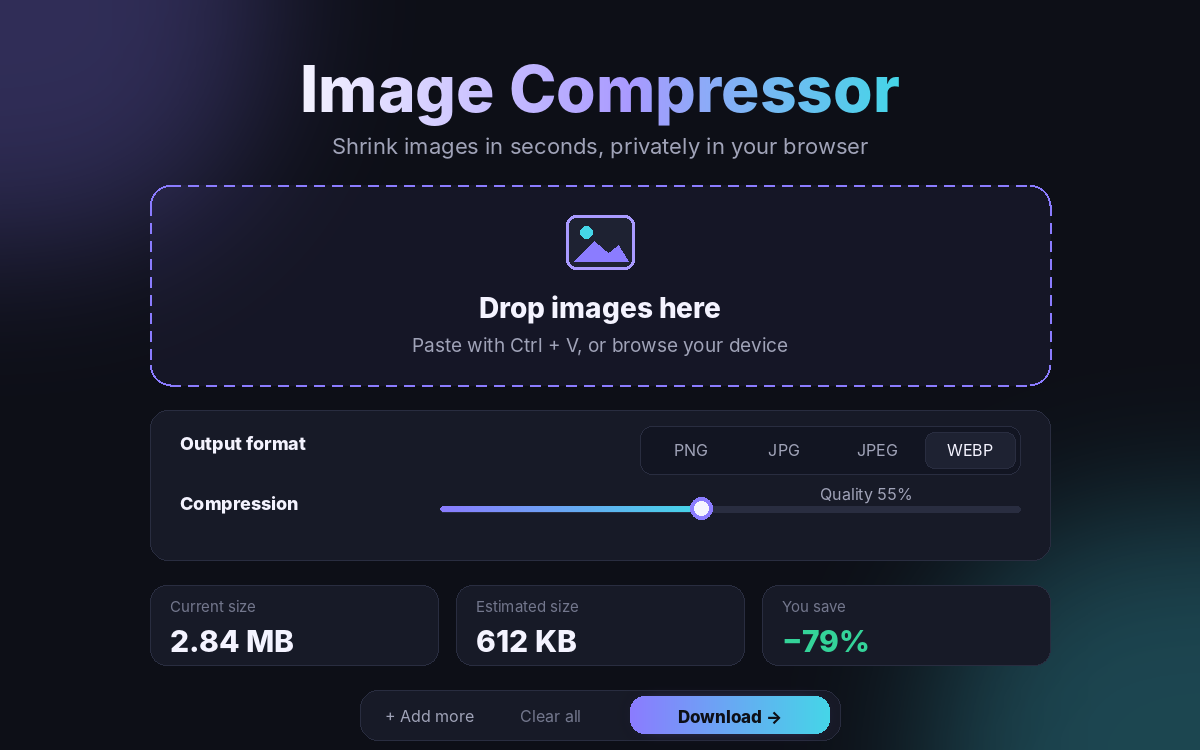 Image Compressor
Shrink images in seconds, privately in your browser
Drop images here
Paste with Ctrl + V, or browse your device
Output format
PNG JPG JPEG WEBP
Quality 55%
Compression
Current size
2.84 MB
Estimated size
612 KB
You save
−79%
+ Add more Clear all Download →